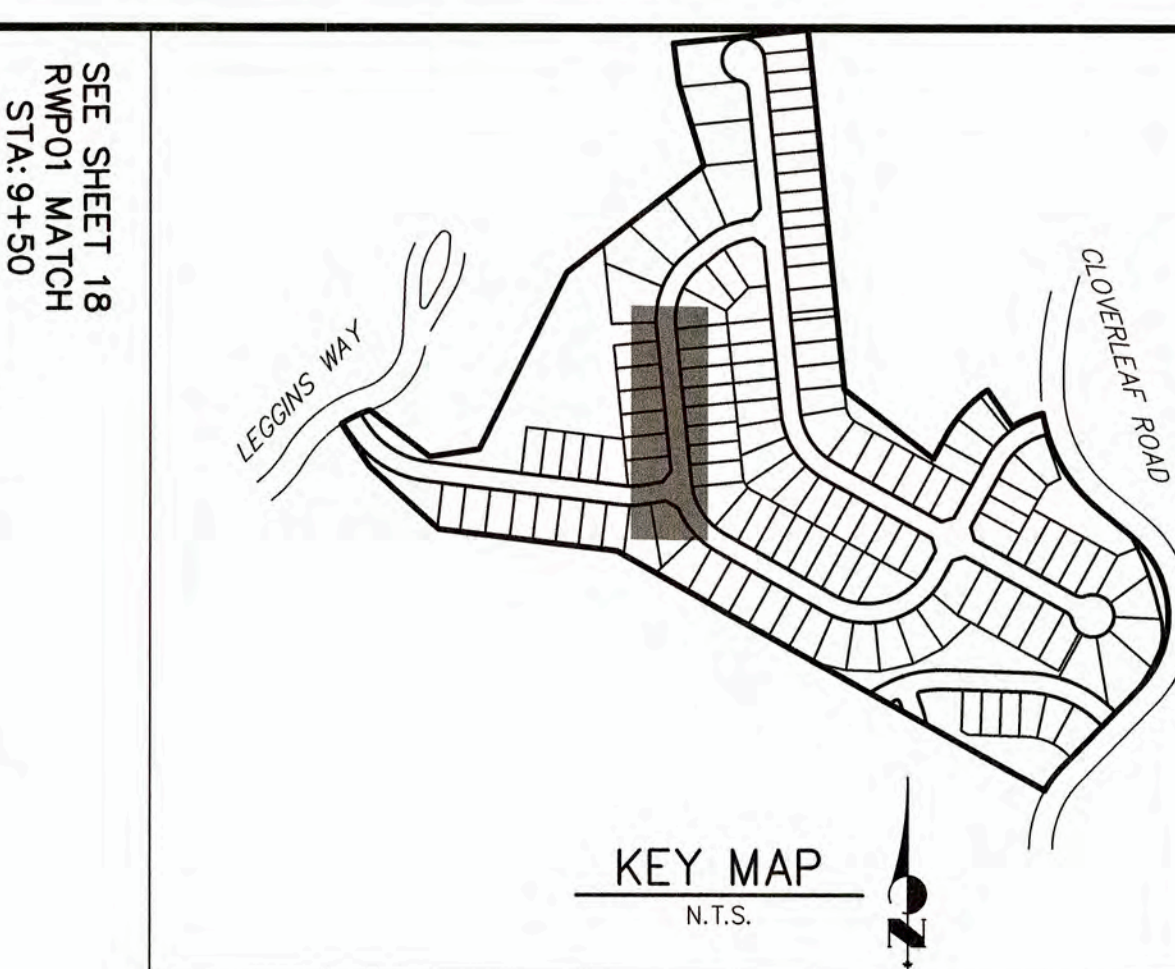 SEE SHEET 18
RWP01 MATCH
STA: 9+50
LEGGINS WAY
CLOVERLEAF ROAD
KEY MAP
N.T.S.
N